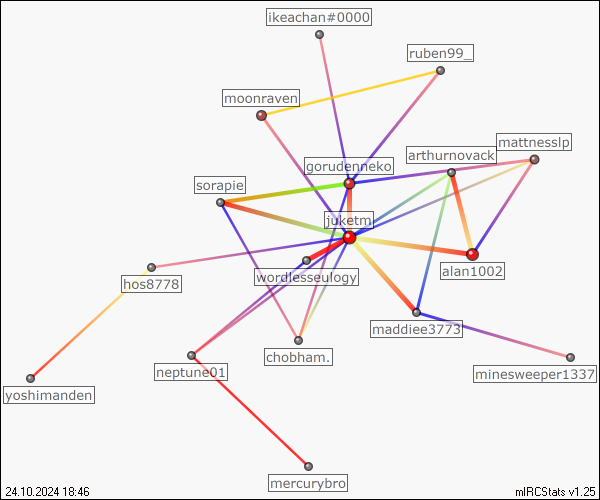 ikeachan#0000
ruben99_
moonraven
mattnesslp
arthurnovack
gorudenneko
sorapie
juketm
alan1002
wordlesseulogy
hos8778
maddiee3773
chobham.
neptune01
minesweeper1337
yoshimanden
mercurybro
24.10.2024 18:46
mIRCStats v1.25